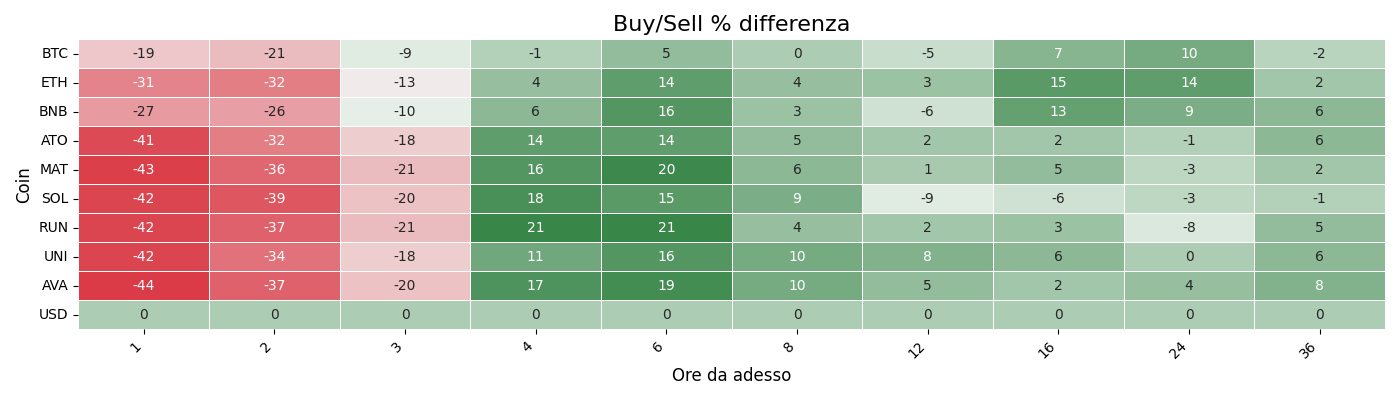 Buy/Sell % differenza
Coin
BTC -19 -21 -9 -1 5 0 -5 7 10 -2
ETH -31 -32 -13 4 14 4 3 15 14 2
BNB -27 -26 -10 6 16 3 -6 13 9 6
ATO -41 -32 -18 14 14 5 2 2 -1 6
MAT -43 -36 -21 16 20 6 1 5 -3 2
SOL -42 -39 -20 18 15 9 -9 -6 -3 -1
RUN -42 -37 -21 21 21 4 2 3 -8 5
UNI -42 -34 -18 11 16 10 8 6 0 6
AVA -44 -37 -20 17 19 10 5 2 4 8
USD 0 0 0 0 0 0 0 0 0 0
1 2 3 4 6 8 12 16 24 36
Ore da adesso